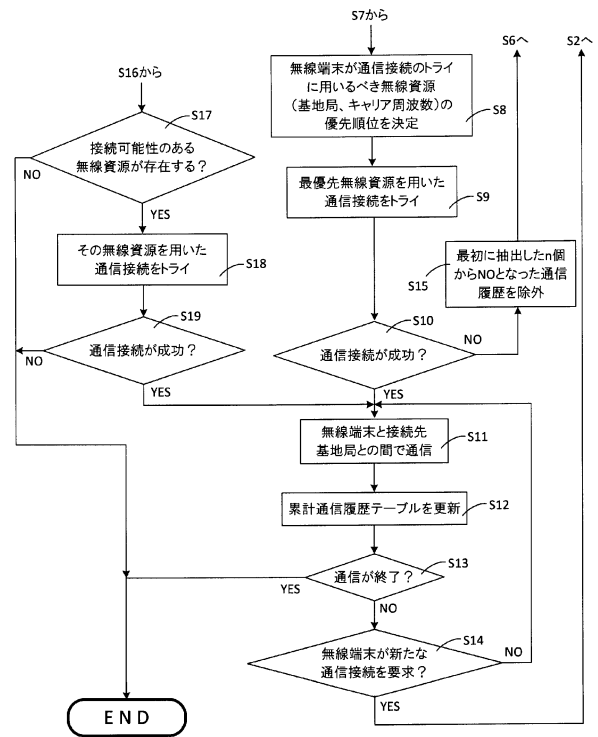 S7から
S6へ
S2へ
S16から
無線端末が通信接続のトライ
に用いるべき無線資源
（基地局、キャリア周波数）の
優先順位を決定
S8
S17
接続可能性のある
無線資源が存在する？
NO
YES
最優先無線資源を用いた
通信接続をトライ
S9
その無線資源を用いた
通信接続をトライ
S18
最初に抽出したn個
からNOとなった通信
履歴を除外
S15
S19
通信接続が成功？
NO
YES
S10
通信接続が成功？
NO
YES
無線端末と接続先
基地局との間で通信
S11
累計通信履歴テーブルを更新
S12
通信が終了？
S13
YES
NO
無線端末が新たな
通信接続を要求？
S14
NO
YES
END